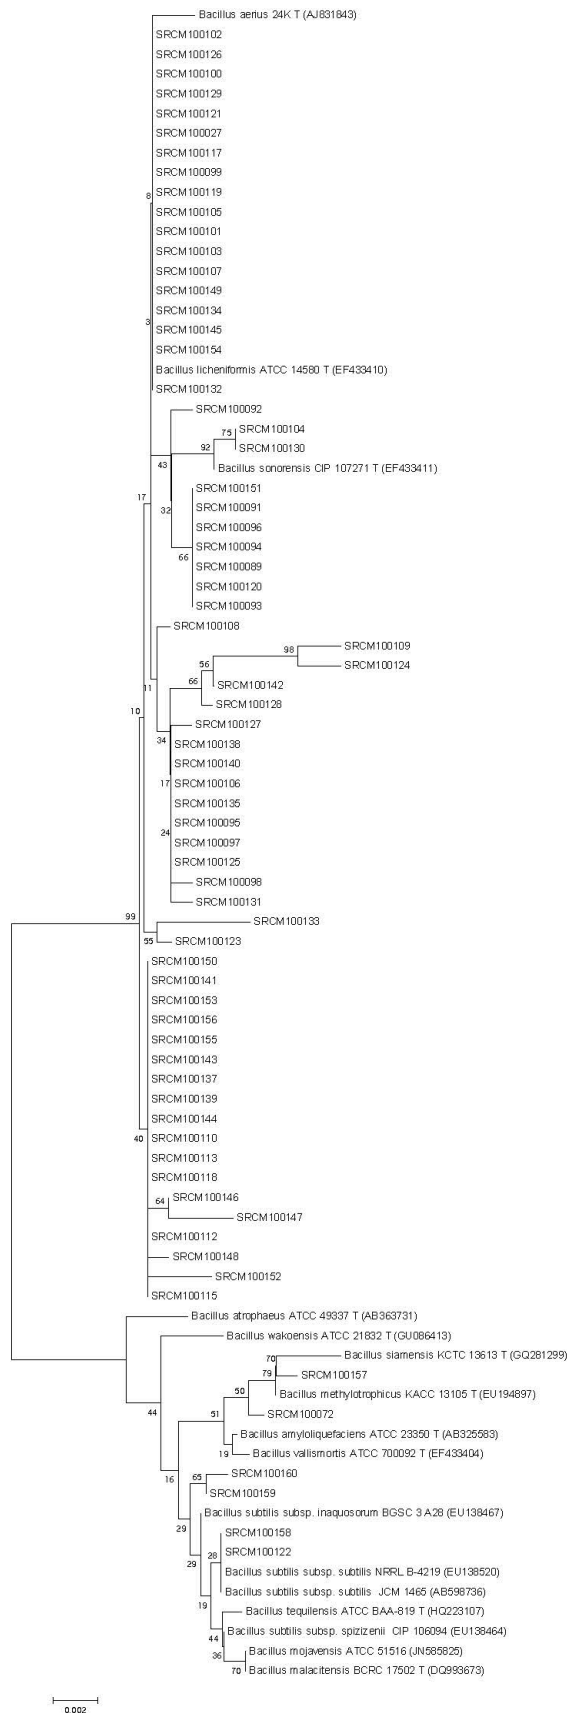 Bacillus aerius 24K T (AJ831843)
SRCM100102
SRCM100126
SRCM100100
SRCM100129
SRCM100121
SRCM100027
SRCM100117
SRCM100099
SRCM100119
8
SRCM100105
SRCM100101
SRCM100103
SRCM100107
SRCM100149
SRCM100134
3
SRCM100145
SRCM100154
Bacillus licheniformis ATCC 14580 T (EF433410)
SRCM100132
SRCM100092
75
SRCM100104
92
SRCM100130
43
Bacillus sonorensis CIP 107271 T (EF433411)
SRCM100151
17
SRCM100091
32
SRCM100096
SRCM100094
66
SRCM100089
SRCM100120
SRCM100093
SRCM100108
98
SRCM100109
56
SRCM100124
66
SRCM100142
11
SRCM100128
10
SRCM100127
34
SRCM100138
SRCM100140
17
SRCM100106
SRCM100135
24
SRCM100095
SRCM100097
SRCM100125
SRCM100098
SRCM100131
99
SRCM100133
55
SRCM100123
SRCM100150
SRCM100141
SRCM100153
SRCM100156
SRCM100155
SRCM100143
SRCM100137
SRCM100139
SRCM100144
40
SRCM100110
SRCM100113
SRCM100118
64
SRCM100146
SRCM100147
SRCM100112
SRCM100148
SRCM100152
SRCM100115
Bacillus atrophaeus ATCC 49337 T (AB363731)
Bacillus wakoensis ATCC 21832 T (GU086413)
70
Bacillus siamensis KCTC 13613 T (GQ281299)
79
SRCM100157
50
Bacillus methylotrophicus KACC 13105 T (EU194897)
44
51
SRCM100072
Bacillus amyloliquefaciens ATCC 23350 T (AB325583)
19
Bacillus vallismortis ATCC 700092 T (EF433404)
16
65
SRCM100160
SRCM100159
29
Bacillus subtilis subsp. inaquosorum BGSC 3 A28 (EU138467)
SRCM100158
29
28
SRCM100122
Bacillus subtilis subsp. subtilis NRRL B-4219 (EU138520)
19
Bacillus subtilis subsp. subtilis JCM 1465 (AB598736)
Bacillus tequilensis ATCC BAA-819 T (HQ223107)
44
Bacillus subtilis subsp. spizizenii CIP 106094 (EU138464)
36
Bacillus mojavensis ATCC 51516 (JN585825)
70
Bacillus malacitensis BCRC 17502 T (DQ993673)
0.002